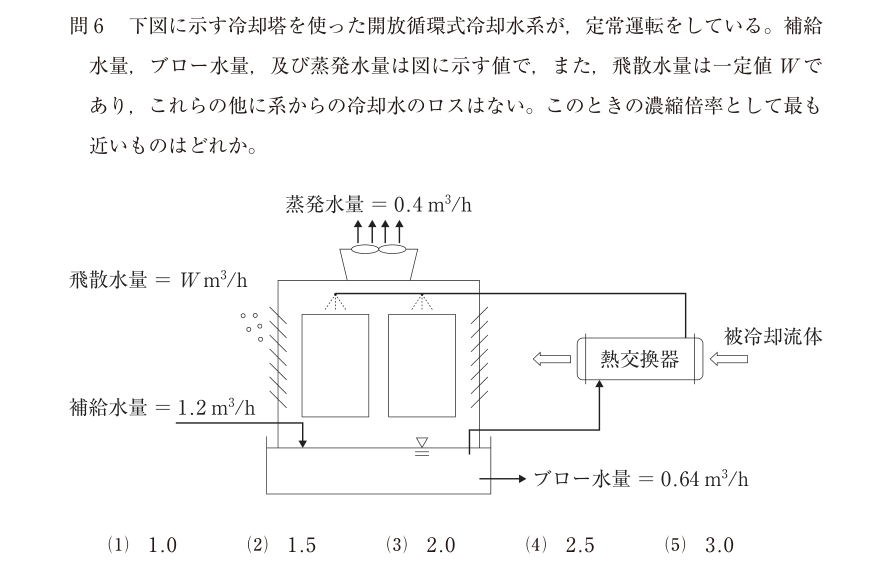 問6 下図に示す冷却塔を使った開放循環式冷却水系が，定常運転をしている。補給
水量，ブロー水量，及び蒸発水量は図に示す値で，また，飛散水量は一定値 W で
あり，これらの他に系からの冷却水のロスはない。このときの濃縮倍率として最も
近いものはどれか。
蒸発水量 ＝ 0.4 m³/h
飛散水量 ＝ W m³/h
被冷却流体
熱交換器
補給水量 ＝ 1.2 m³/h
ブロー水量 ＝ 0.64 m³/h
⑴ 1.0 ⑵ 1.5 ⑶ 2.0 ⑷ 2.5 ⑸ 3.0